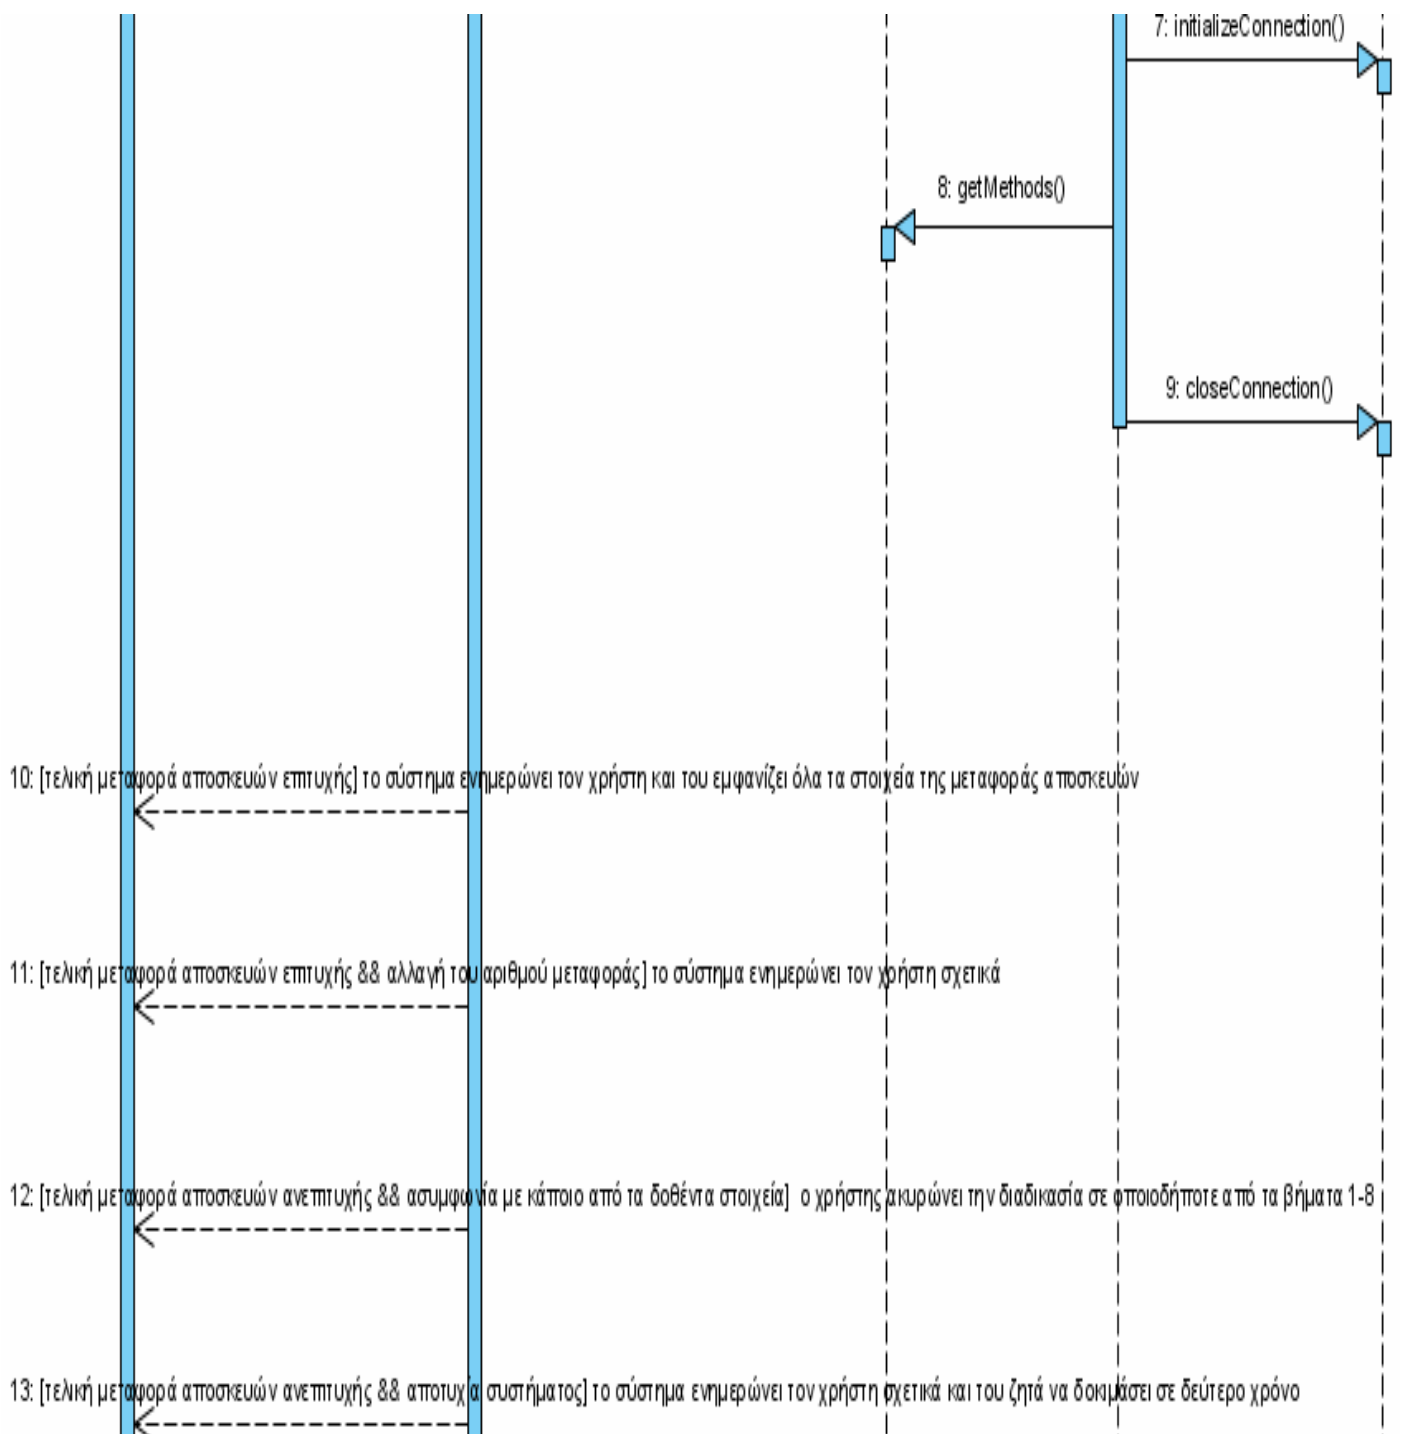 7: initializeConnection()
8: getMethods()
9: closeConnection()
10: [τελική μεταφορά αποσκευών επιτυχής] το σύστημα ενημερώνει τον χρήστη και του εμφανίζει όλα τα στοιχεία της μεταφοράς αποσκευών
11: [τελική μεταφορά αποσκευών επιτυχής && αλλαγή του αριθμού μεταφοράς] το σύστημα ενημερώνει τον χρήστη σχετικά
12: [τελική μεταφορά αποσκευών ανεπιτυχής && ασυμφωνία με κάποιο από τα δοθέντα στοιχεία] ο χρήστης ακυρώνει την διαδικασία σε οποιοδήποτε από τα βήματα 1-8
13: [τελική μεταφορά αποσκευών ανεπιτυχής && αποτυχία συστήματος] το σύστημα ενημερώνει τον χρήστη σχετικά και του ζητά να δοκιμάσει σε δεύτερο χρόνο